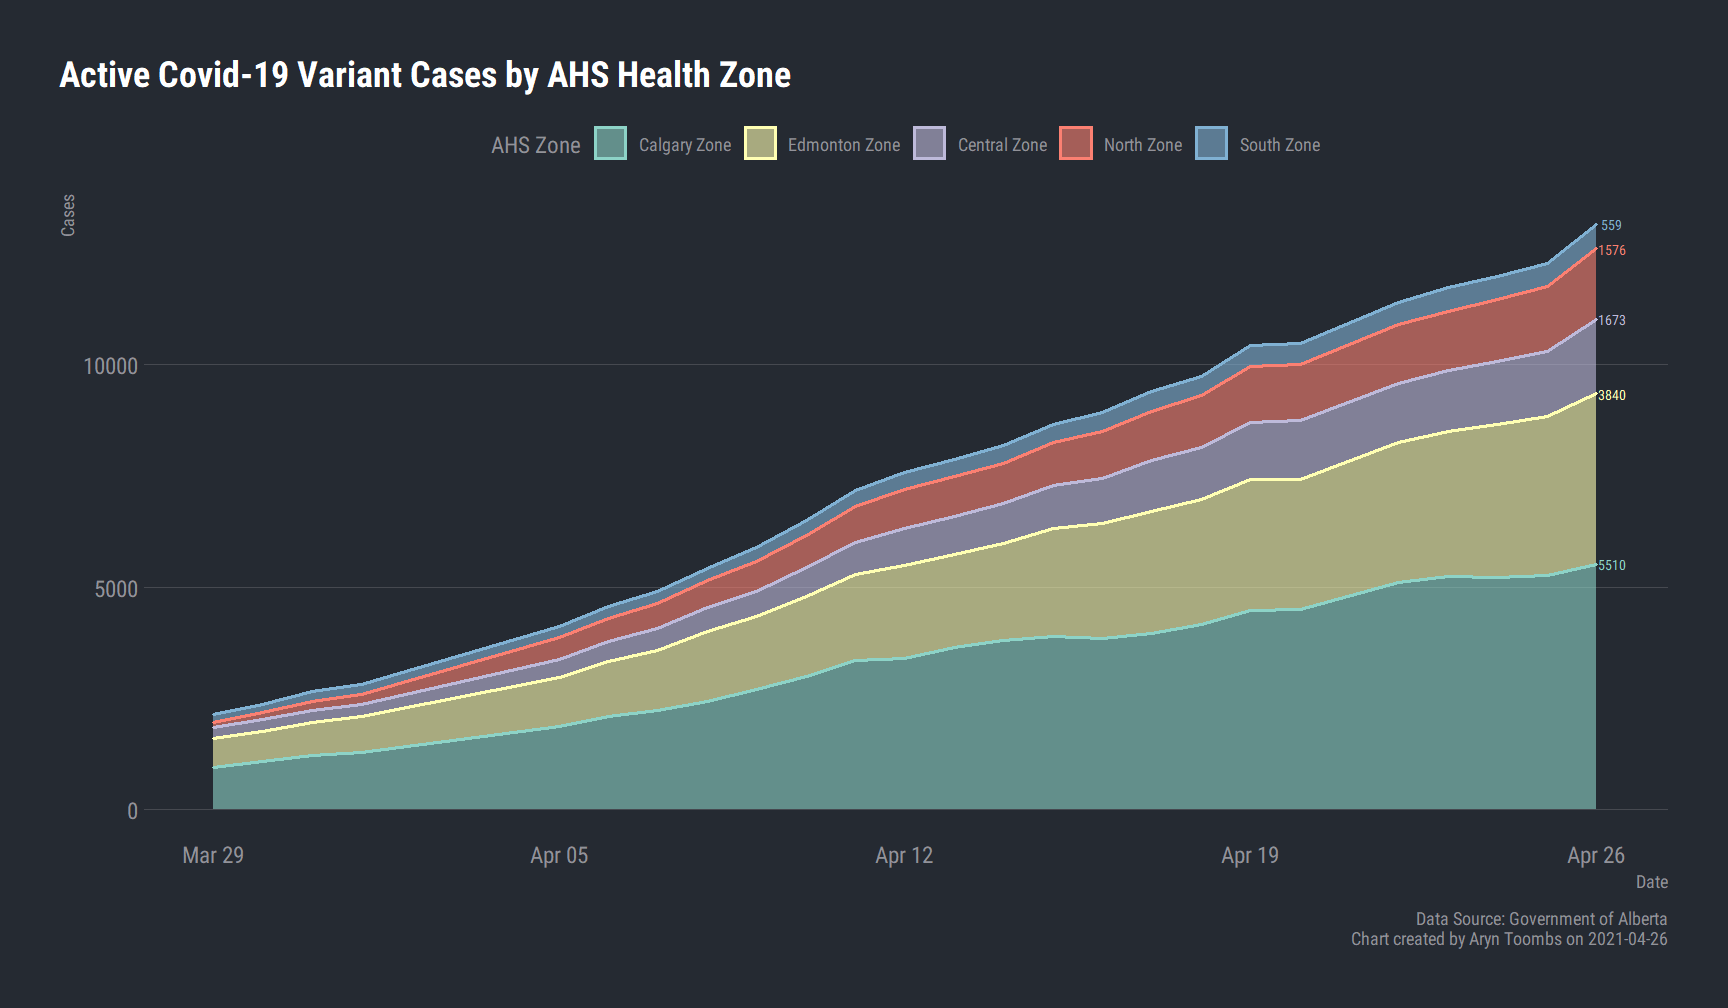 Active Covid-19 Variant Cases by AHS Health Zone
AHS Zone Calgary Zone Edmonton Zone Central Zone North Zone South Zone
Cases
559
1576
1673
10000
3840
5510
5000
0
Mar 29 Apr 05 Apr 12 Apr 19 Apr 26
Date
Data Source: Government of Alberta
Chart created by Aryn Toombs on 2021-04-26